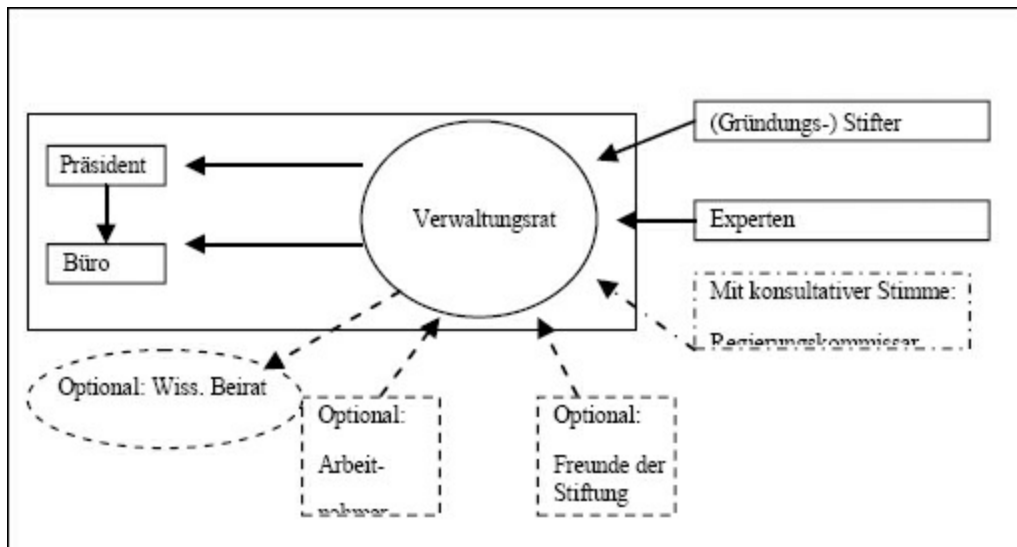 (Gründungs-) Stifter
Präsident
Verwaltungsrat
Experten
Büro
Mit konsultativer Stimme:
Regierungskommissar
Optional: Wiss. Beirat
Optional:
Arbeit-
nehmer
Optional:
Freunde der
Stiftung